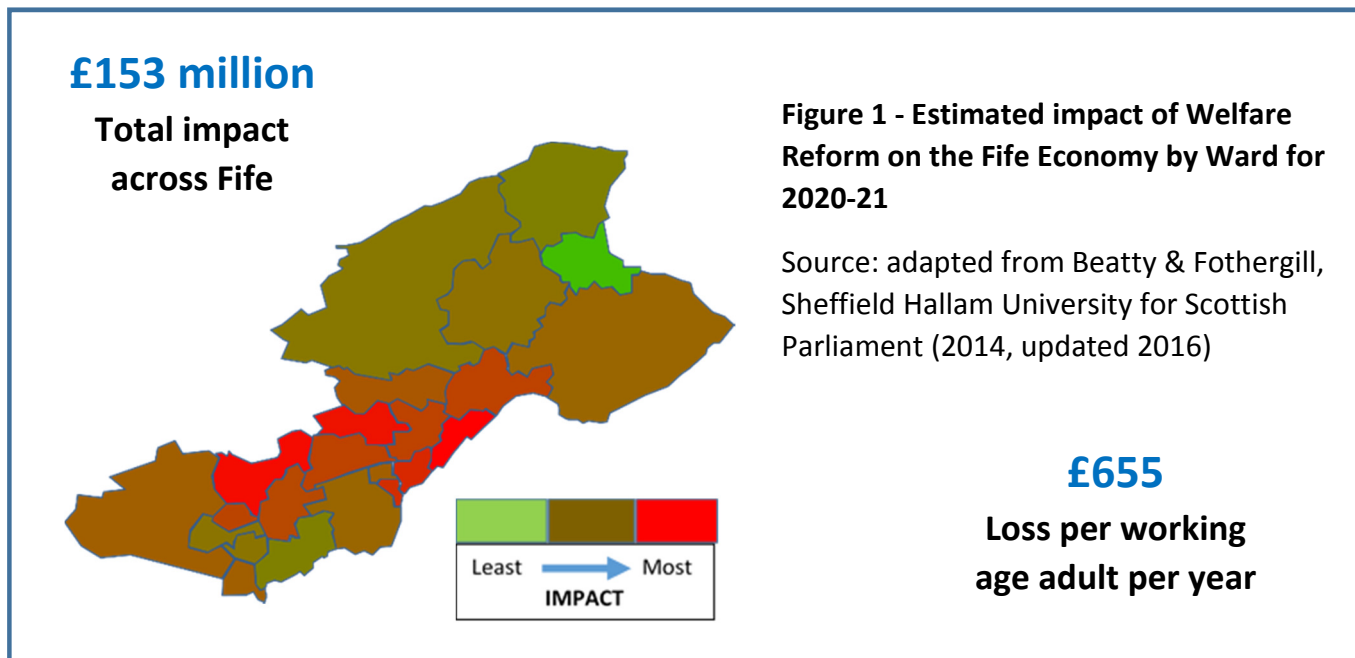 £153 million
Total impact
across Fife
Figure 1 - Estimated impact of Welfare
Reform on the Fife Economy by Ward for
2020-21
Source: adapted from Beatty & Fothergill,
Sheffield Hallam University for Scottish
Parliament (2014, updated 2016)
£655
Loss per working
age adult per year
Least Most
IMPACT